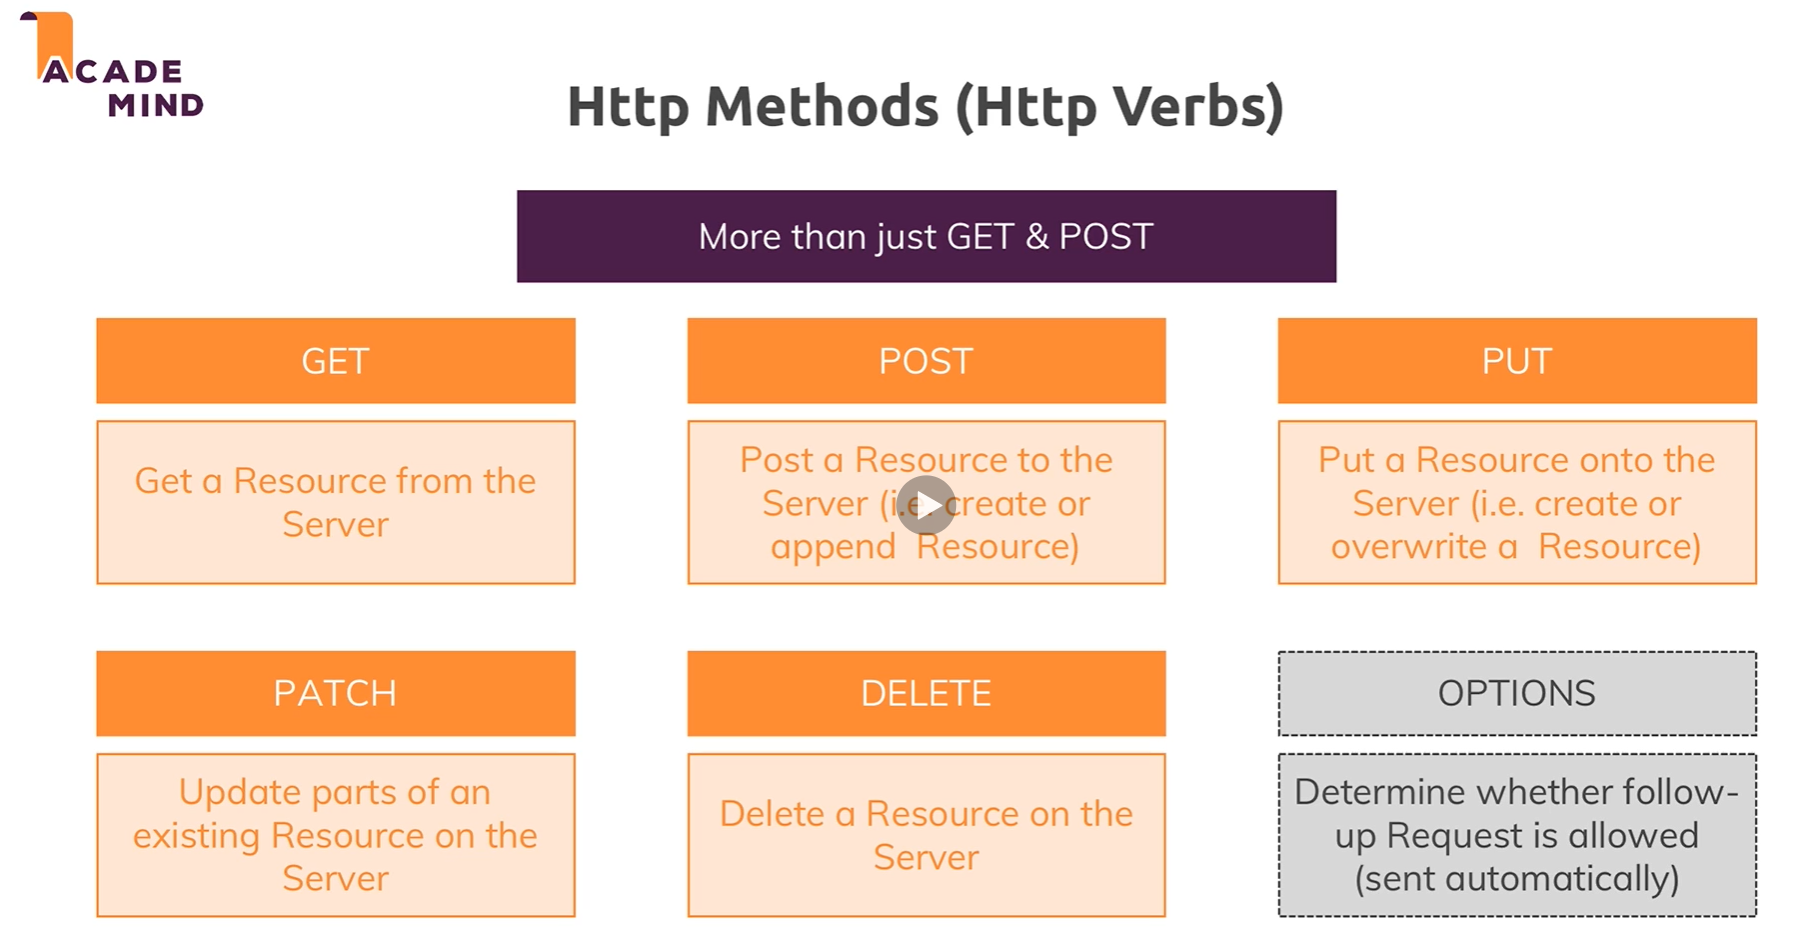 ACADE
MIND
Http Methods (Http Verbs)
More than just GET & POST
GET
Get a Resource from the
Server
POST
Post a Resource to the
Server (i.e. create or
append Resource)
PUT
Put a Resource onto the
Server (i.e. create or
overwrite a Resource)
PATCH
Update parts of an
existing Resource on the
Server
DELETE
Delete a Resource on the
Server
OPTIONS
Determine whether follow-
up Request is allowed
(sent automatically)